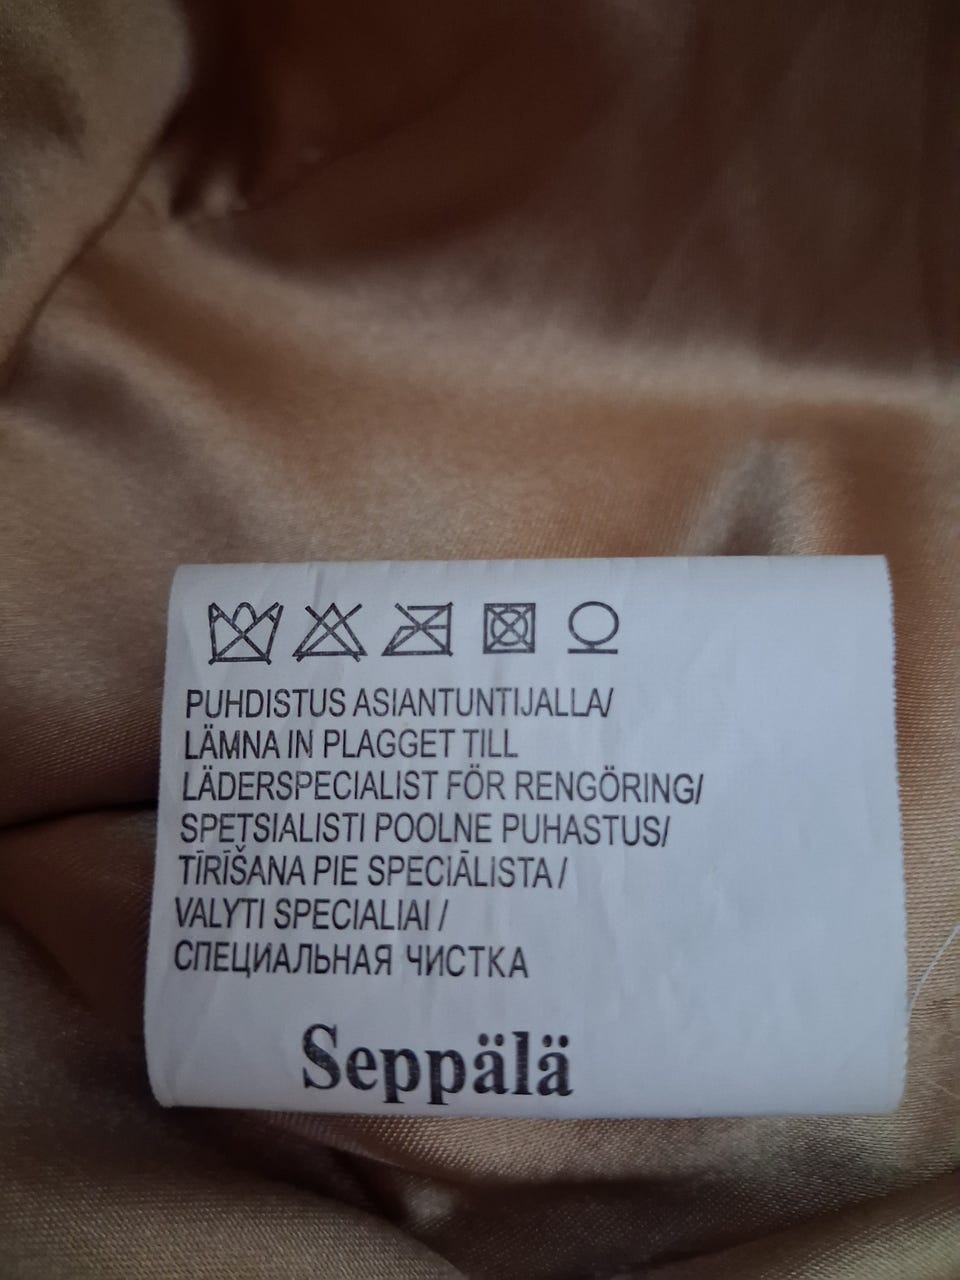 PUHDISTUS ASIANTUNTIJALLA/
LÄMNA IN PLAGGET TILL
LÄDERSPECIALIST FÖR RENGÖRING/
SPETSIALISTI POOLNE PUHASTUS/
TĪRĪŠANA PIE SPECIĀLISTA/
VALYTI SPECIALIAI /
СПЕЦИАЛЬНАЯ ЧИСТКА
Seppälä